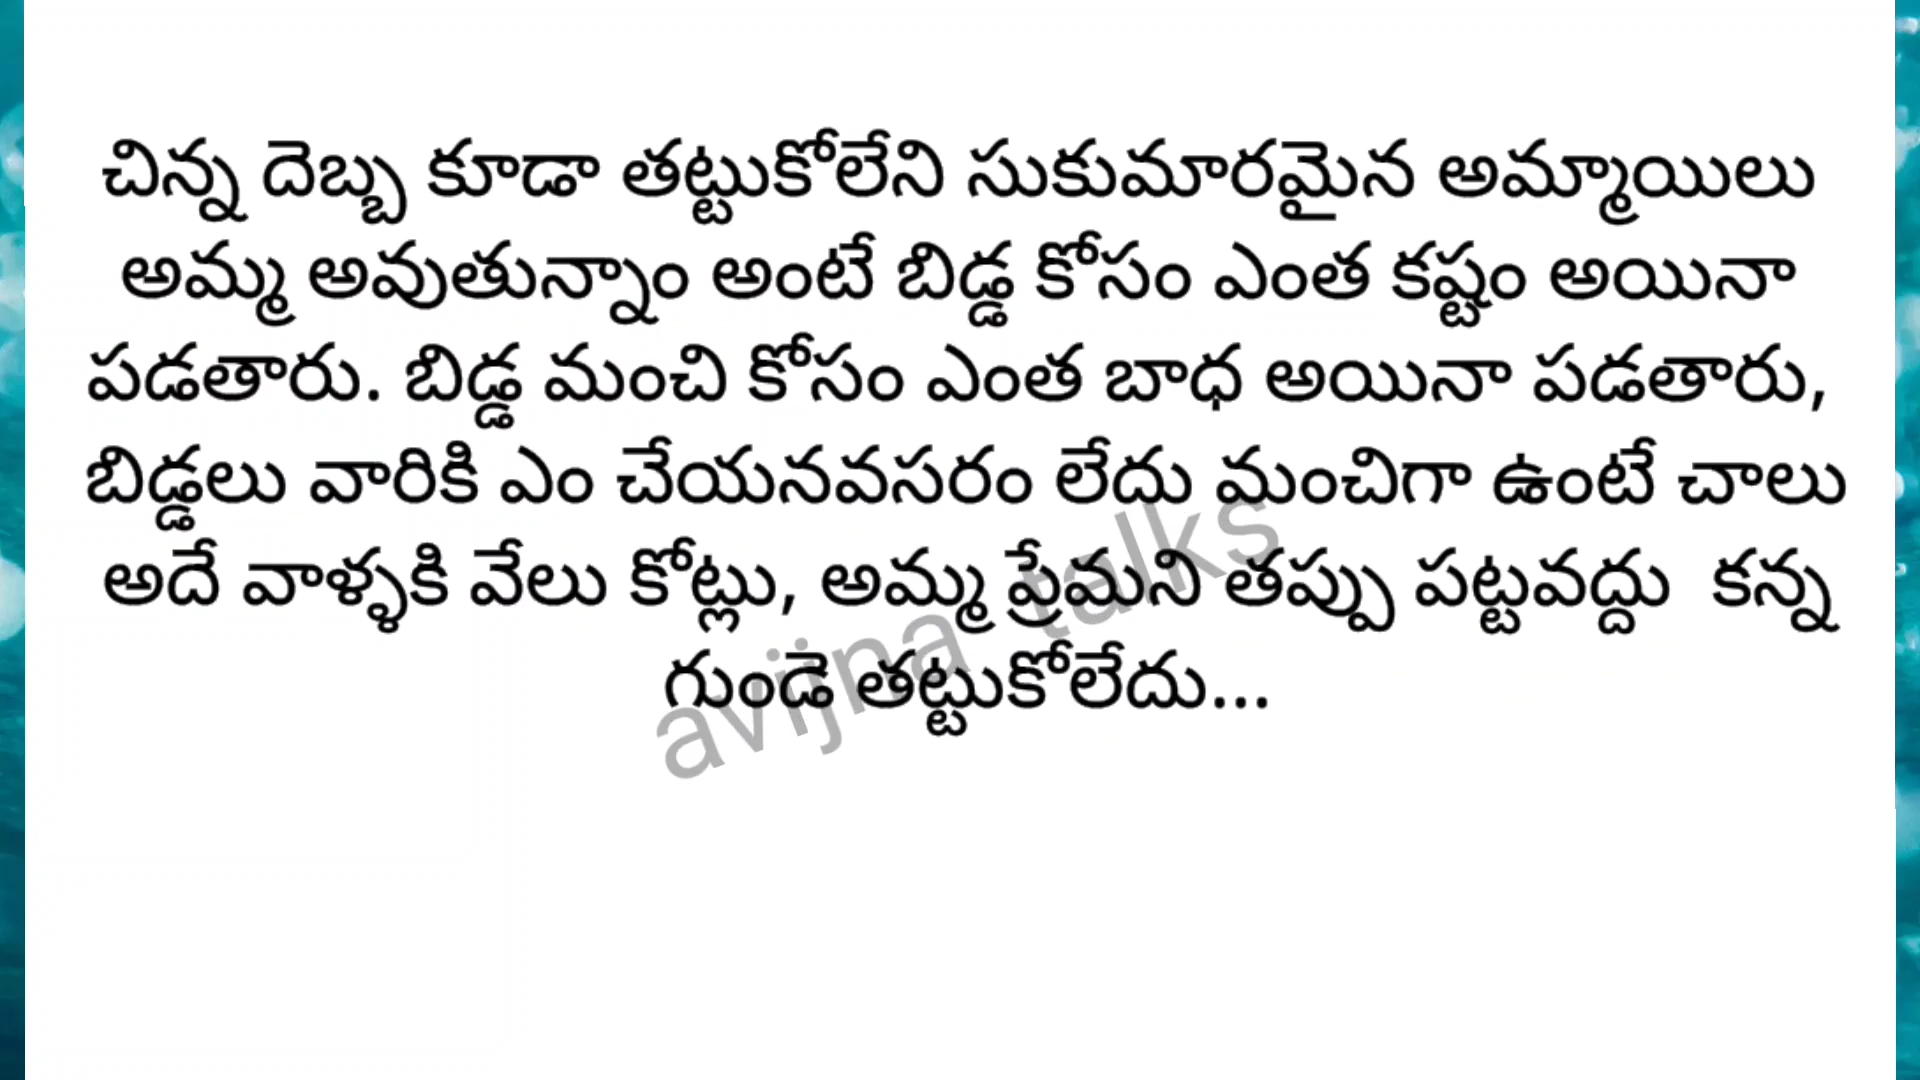 చిన్న దెబ్బ కూడా తట్టుకోలేని సుకుమారమైన అమ్మాయిలు
అమ్మ అవుతున్నాం అంటే బిడ్డ కోసం ఎంత కష్టం అయినా
పడతారు. బిడ్డ మంచి కోసం ఎంత బాధ అయినా పడతారు,
బిడ్డలు వారికి ఎం చేయనవసరం లేదు మంచిగా ఉంటే చాలు
అదే వాళ్ళకి వేలు కోట్లు, అమ్మ ప్రేమని తప్పు పట్టవద్దు  కన్న
గుండె తట్టుకోలేదు...
avijna talks